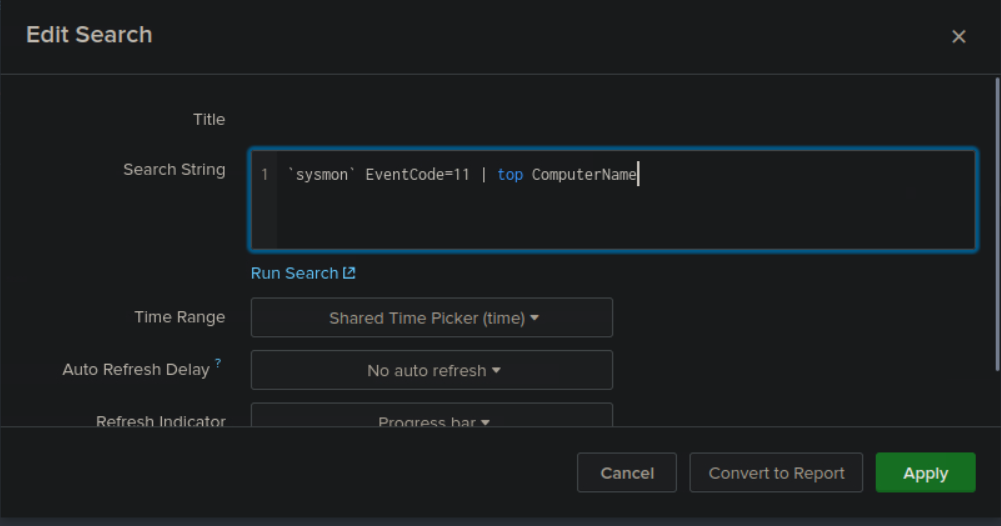 Edit Search
×
Title
Search String
1 `sysmon` EventCode=11 | top ComputerName
Run Search
Time Range
Shared Time Picker (time)
Auto Refresh Delay ?
No auto refresh
Refresh Indicator
Progress bar
Cancel
Convert to Report
Apply